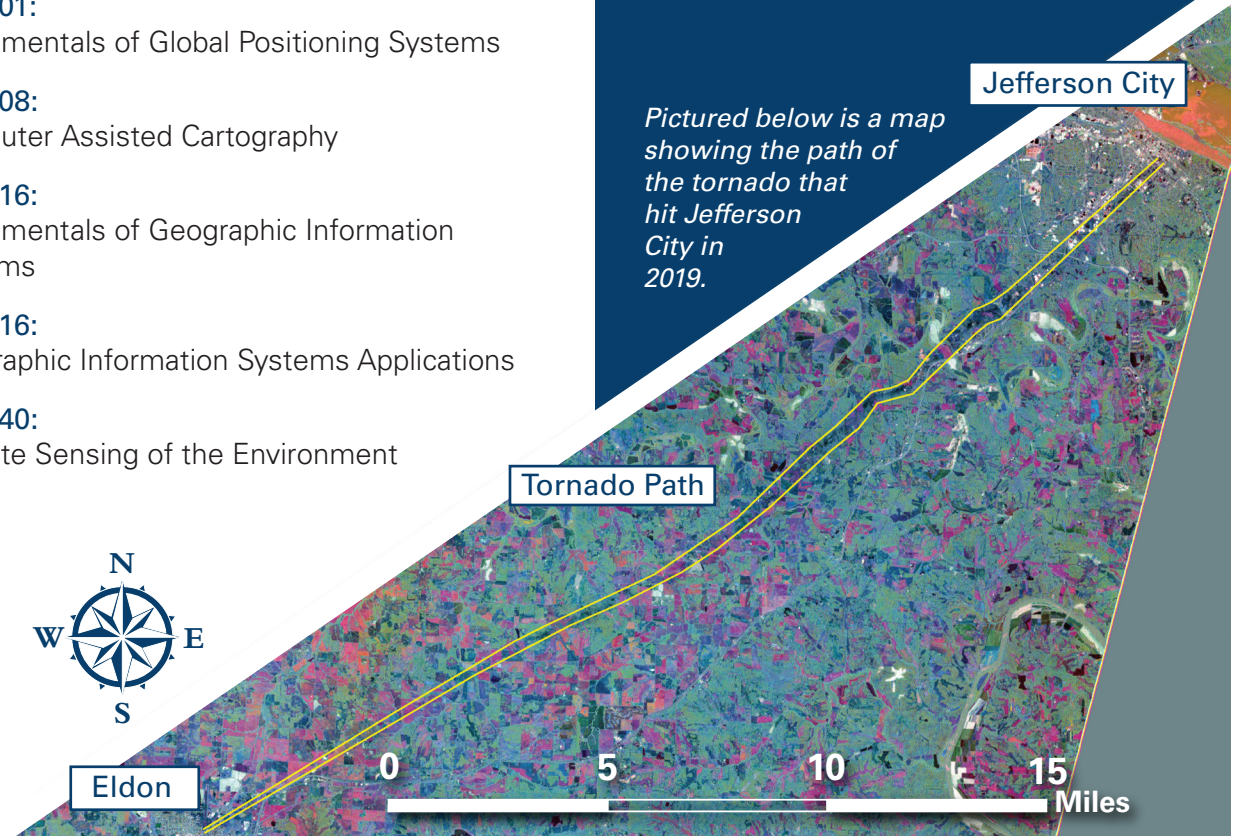 01:
mentals of Global Positioning Systems
08:
uter Assisted Cartography
16:
mentals of Geographic Information
ms
16:
raphic Information Systems Applications
40:
te Sensing of the Environment
Pictured below is a map
showing the path of
the tornado that
hit Jefferson
City in
2019.
Jefferson City
Tornado Path
N
W E
S
Eldon
0 5 10 15
Miles